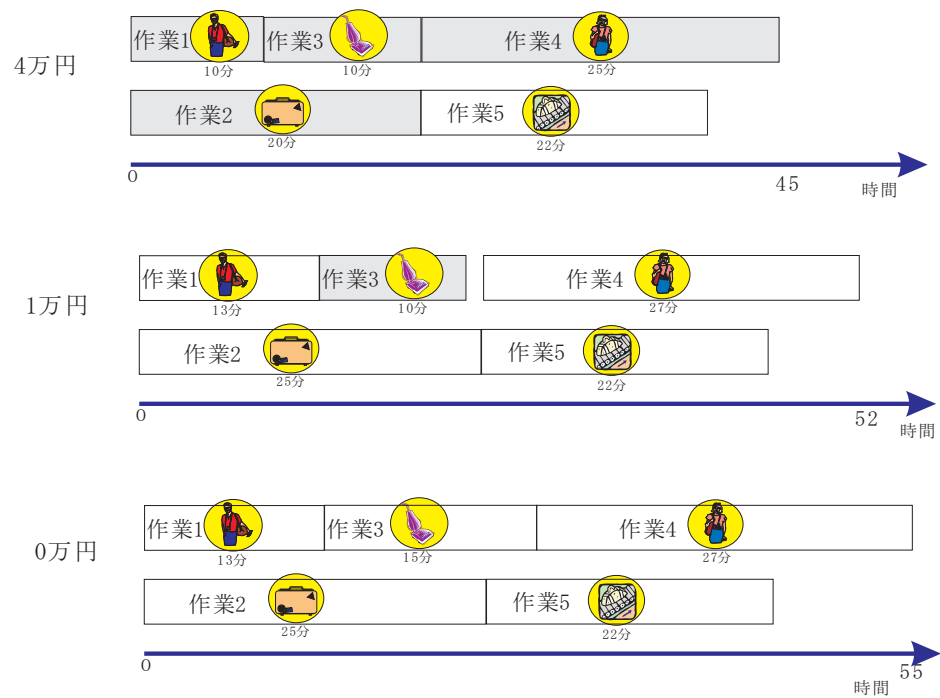 4万円
作業1 作業3 作業4
10分 10分 25分
作業2 作業5
20分 22分
0 45 時間
1万円
作業1 作業3 作業4
13分 10分 27分
作業2 作業5
25分 22分
0 52 時間
0万円
作業1 作業3 作業4
13分 15分 27分
作業2 作業5
25分 22分
0 55
時間